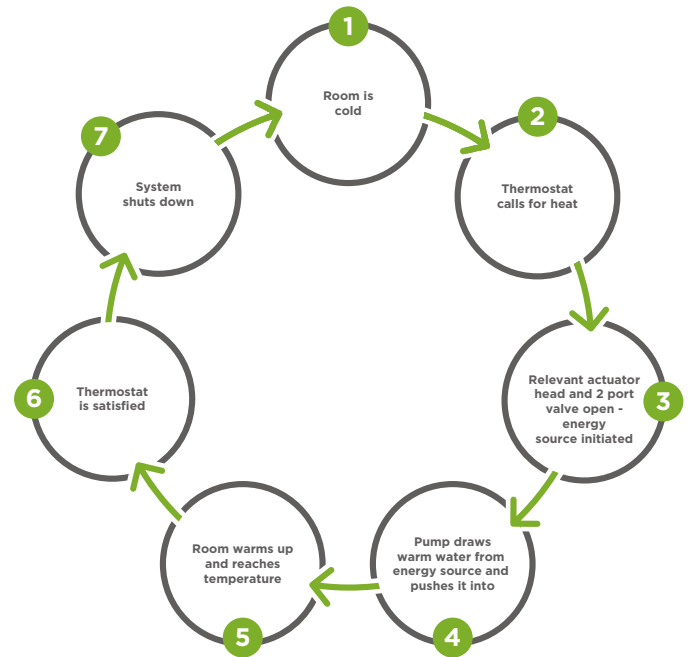 1
Room is
cold
2
Thermostat
calls for heat
3
Relevant actuator
head and 2 port
valve open -
energy
source initiated
4
Pump draws
warm water from
energy source and
pushes it into
5
Room warms up
and reaches
temperature
6
Thermostat
is satisfied
7
System
shuts down